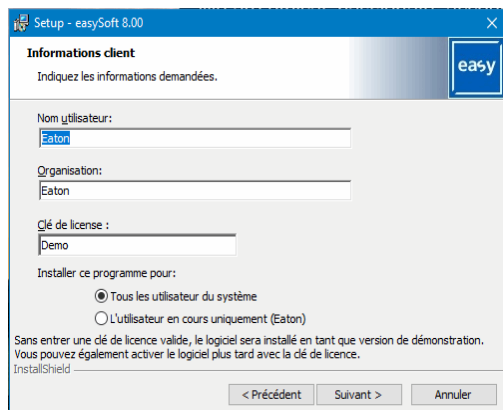 Setup - easySoft 8.00
Informations client
Indiquez les informations demandées.
easy
Nom utilisateur:
Eaton
Organisation:
Eaton
Clé de license :
Demo
Installer ce programme pour:
Tous les utilisateur du système
L'utilisateur en cours uniquement (Eaton)
Sans entrer une clé de licence valide, le logiciel sera installé en tant que version de démonstration.
Vous pouvez également activer le logiciel plus tard avec la clé de licence.
InstallShield
< Précédent Suivant > Annuler